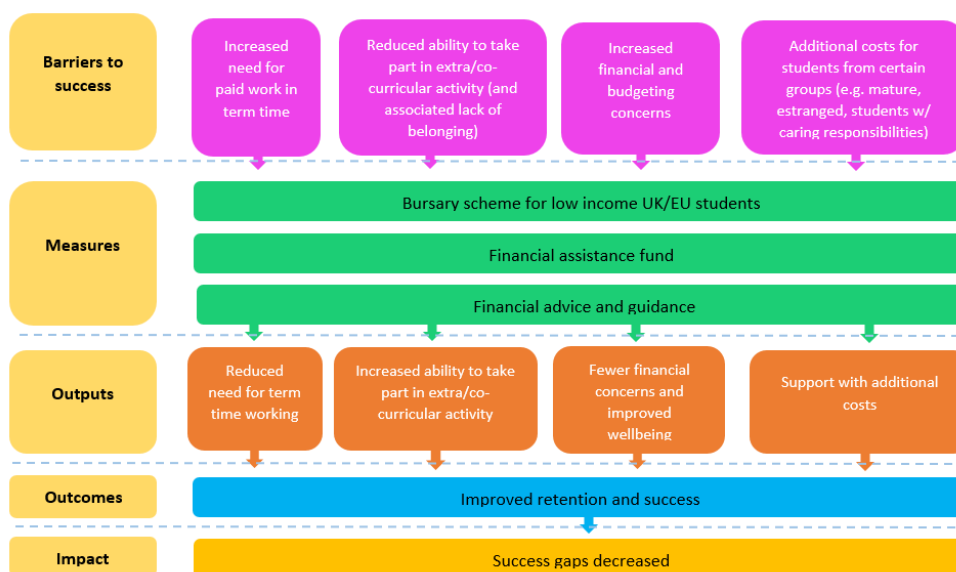 Barriers to
success
Increased
need for
paid work in
term time
Reduced ability to take
part in extra/co-
curricular activity (and
associated lack of
belonging)
Increased
financial and
budgeting
concerns
Additional costs for
students from certain
groups (e.g. mature,
estranged, students w/
caring responsibilities)
Measures
Bursary scheme for low income UK/EU students
Financial assistance fund
Financial advice and guidance
Outputs
Reduced
need for term
time working
Increased ability to take
part in extra/co-
curricular activity
Fewer financial
concerns and
improved
wellbeing
Support with additional
costs
Outcomes
Improved retention and success
Impact
Success gaps decreased